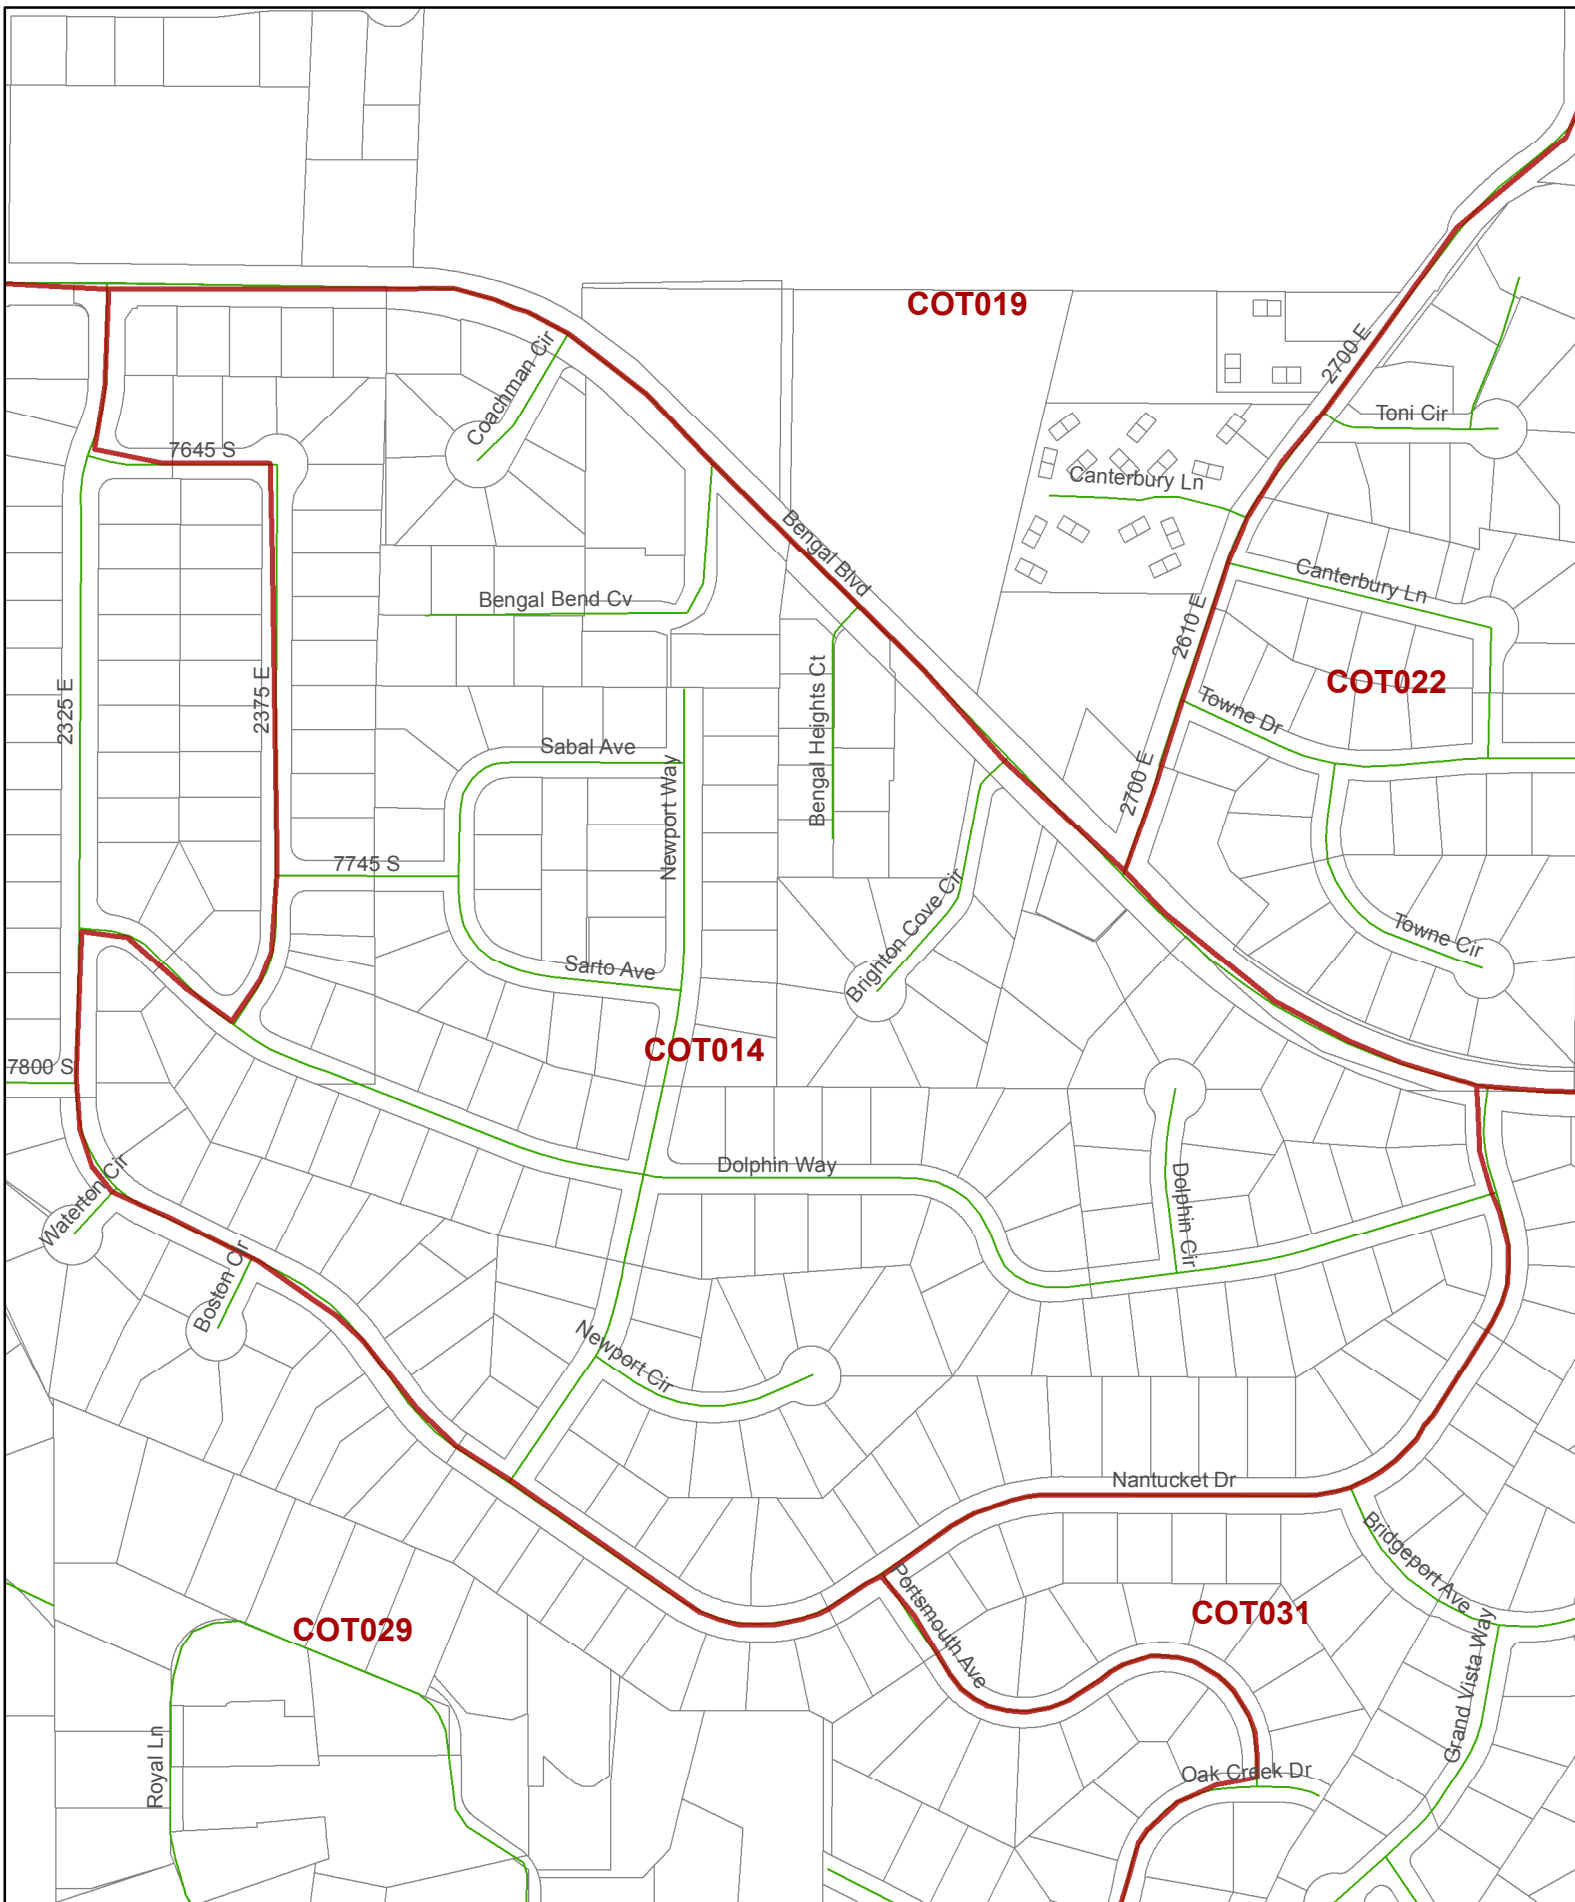 COT019
2700 E
Coachman Cir
Toni Cir
7645 S
Canterbury Ln
Bengal Blvd
Canterbury Ln
Bengal Bend Cv
2610 E
COT022
Bengal Heights Ct
2325 E
2375 E
Towne Dr
Sabal Ave
Newport Way
2700 E
7745 S
Brighton Cove Cir
Towne Cir
Sarto Ave
COT014
7800 S
Dolphin Way
Waterton Cir
Dolphin Cir
Boston Cir
Newport Cir
Nantucket Dr
Bridgeport Ave
Portsmouth Ave
COT031
COT029
Grand Vista Way
Royal Ln
Oak Creek Dr